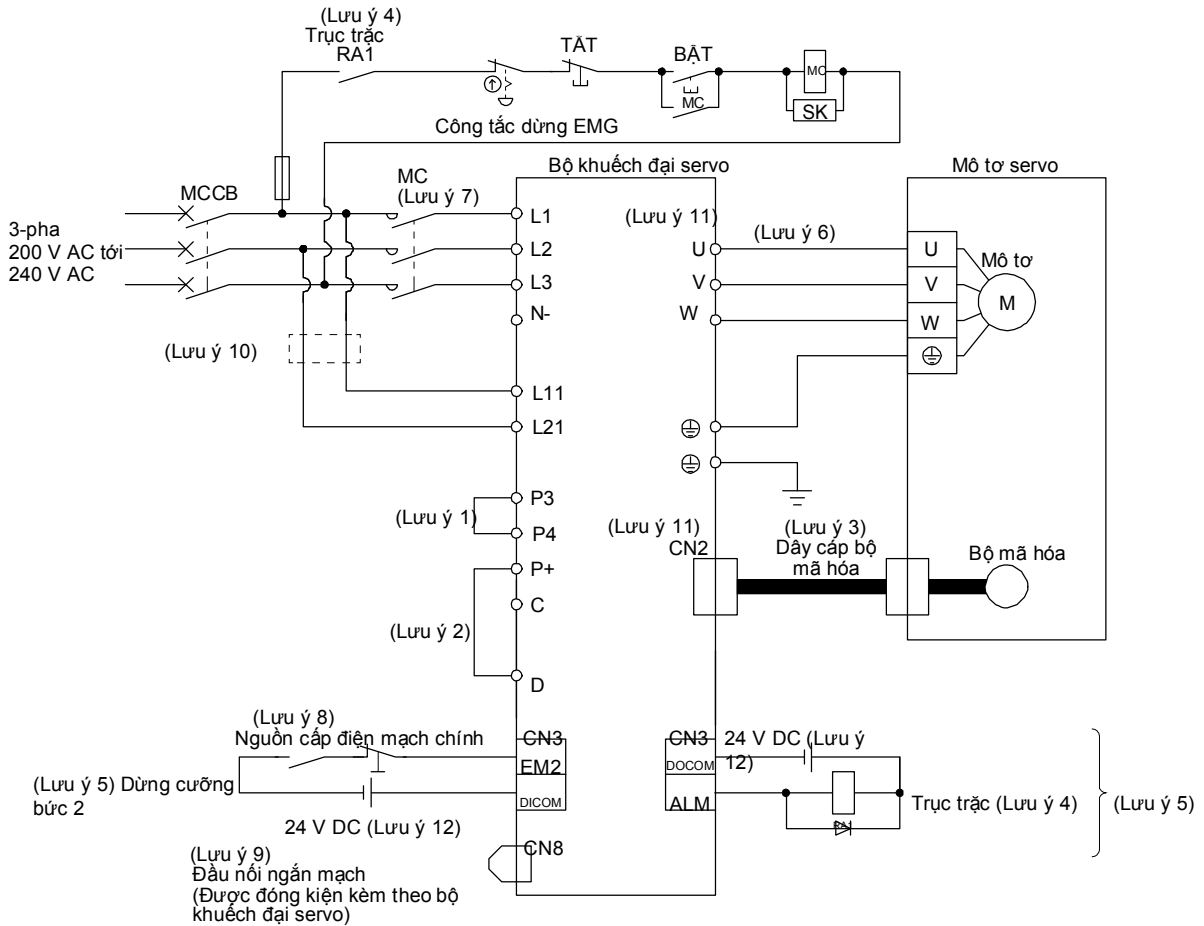 (Lưu ý 4)
Trục trặc
RA1
TẮT
BẬT
MC
MC
SK
Công tắc dừng EMG
MCCB
MC
(Lưu ý 7)
Bộ khuếch đại servo
Mô tơ servo
3-pha
200 V AC tới
240 V AC
L1
L2
L3
N-
(Lưu ý 11)
U
V
W
(Lưu ý 6)
U
V
W
Mô tơ
M
(Lưu ý 10)
L11
L21
P3
(Lưu ý 1)
P4
P+
C
(Lưu ý 2)
D
(Lưu ý 11)
CN2
(Lưu ý 3)
Dây cáp bộ
mã hóa
Bộ mã hóa
(Lưu ý 8)
Nguồn cấp điện mạch chính
(Lưu ý 5) Dừng cưỡng
bức 2
24 V DC (Lưu ý 12)
CN3
EM2
DICOM
CN3
DOCOM
ALM
24 V DC (Lưu ý
12)
RA1
Trục trặc (Lưu ý 4)
(Lưu ý 5)
CN8
(Lưu ý 9)
Đầu nối ngắn mạch
(Được đóng kiện kèm theo bộ
khuếch đại servo)